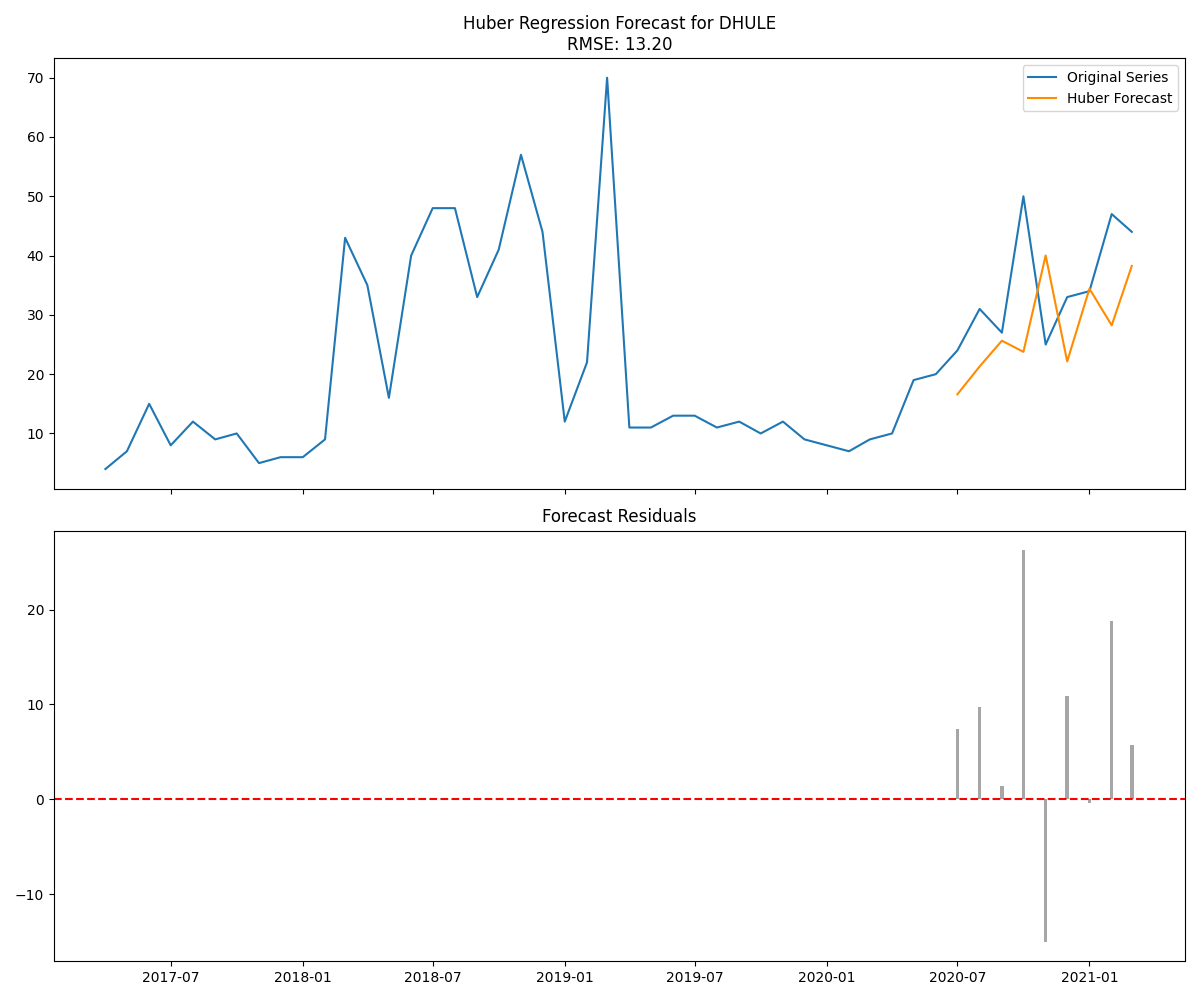 Huber Regression Forecast for DHULE
RMSE: 13.20
Original Series
Huber Forecast
70
60
50
40
30
20
10
Forecast Residuals
20
10
0
−10
2017-07 2018-01 2018-07 2019-01 2019-07 2020-01 2020-07 2021-01